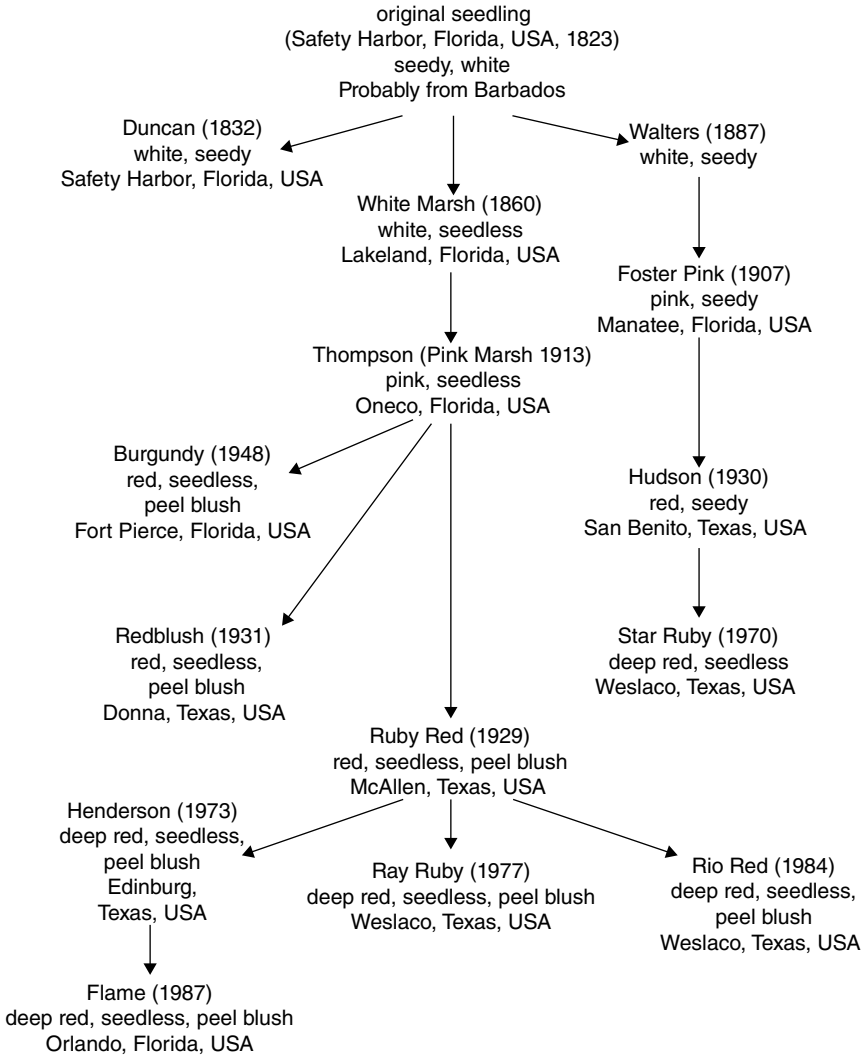 original seedling
(Safety Harbor, Florida, USA, 1823)
seedy, white
Probably from Barbados
Duncan (1832)
white, seedy
Safety Harbor, Florida, USA
Walters (1887)
white, seedy
White Marsh (1860)
white, seedless
Lakeland, Florida, USA
Foster Pink (1907)
pink, seedy
Manatee, Florida, USA
Thompson (Pink Marsh 1913)
pink, seedless
Oneco, Florida, USA
Burgundy (1948)
red, seedless,
peel blush
Fort Pierce, Florida, USA
Hudson (1930)
red, seedy
San Benito, Texas, USA
Redblush (1931)
red, seedless,
peel blush
Donna, Texas, USA
Star Ruby (1970)
deep red, seedless
Weslaco, Texas, USA
Ruby Red (1929)
red, seedless, peel blush
McAllen, Texas, USA
Henderson (1973)
deep red, seedless,
peel blush
Edinburg,
Texas, USA
Ray Ruby (1977)
deep red, seedless, peel blush
Weslaco, Texas, USA
Rio Red (1984)
deep red, seedless,
peel blush
Weslaco, Texas, USA
Flame (1987)
deep red, seedless, peel blush
Orlando, Florida, USA